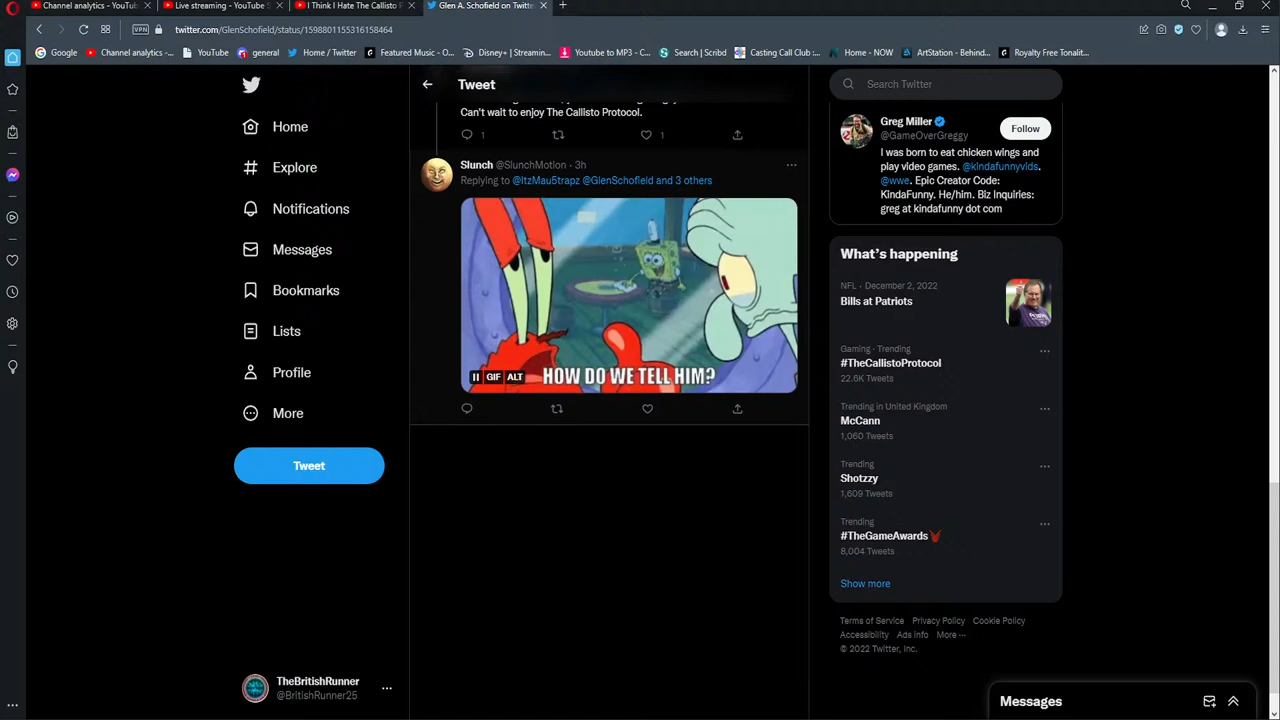 Channel analytics - YouTub
Live streaming - YouTube S
I Think I Hate The Callisto P
Glen A. Schofield on Twitte
VPN
twitter.com/GlenSchofield/status/1598801155316158464
Google
Channel analytics -...
YouTube
general
Home / Twitter
Featured Music - O...
Disney+ | Streamin...
Youtube to MP3 - C...
Search | Scribd
Casting Call Club :...
Home - NOW
ArtStation - Behind...
Royalty Free Tonalit...
Home
Explore
Notifications
Messages
Bookmarks
Lists
Profile
More
Tweet
TheBritishRunner
@BritishRunner25
Tweet
Can't wait to enjoy The Callisto Protocol.
1
1
Slunch @SlunchMotion · 3h
Replying to @ItzMau5trapz @GlenSchofield and 3 others
GIF ALT
HOW DO WE TELL HIM?
Search Twitter
Greg Miller
@GameOverGreggy
Follow
I was born to eat chicken wings and
play video games. @kindafunnyvids.
@wwe. Epic Creator Code:
KindaFunny. He/him. Biz Inquiries:
greg at kindafunny dot com
What's happening
NFL · December 2, 2022
Bills at Patriots
Gaming · Trending
#TheCallistoProtocol
22.6K Tweets
Trending in United Kingdom
McCann
1,060 Tweets
Trending
Shotzzy
1,609 Tweets
Trending
#TheGameAwards
8,004 Tweets
Show more
Terms of Service Privacy Policy Cookie Policy
Accessibility Ads info More ···
© 2022 Twitter, Inc.
Messages